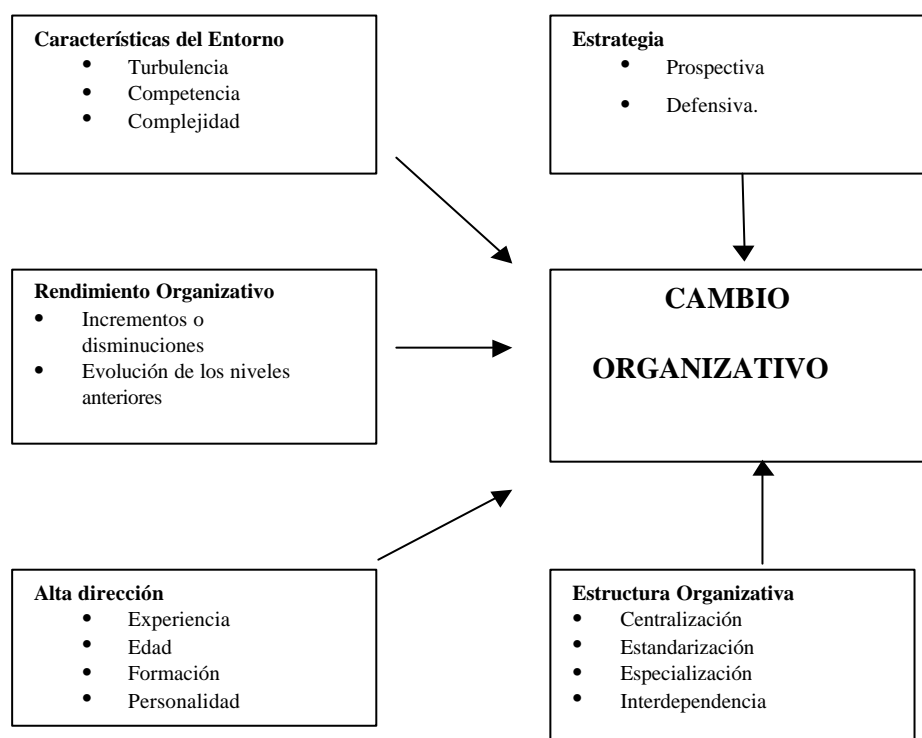 Características del Entorno
• Turbulencia
• Competencia
• Complejidad
Estrategia
• Prospectiva
• Defensiva.
Rendimiento Organizativo
• Incrementos o
disminuciones
• Evolución de los niveles
anteriores
CAMBIO
ORGANIZATIVO
Alta dirección
• Experiencia
• Edad
• Formación
• Personalidad
Estructura Organizativa
• Centralización
• Estandarización
• Especialización
• Interdependencia